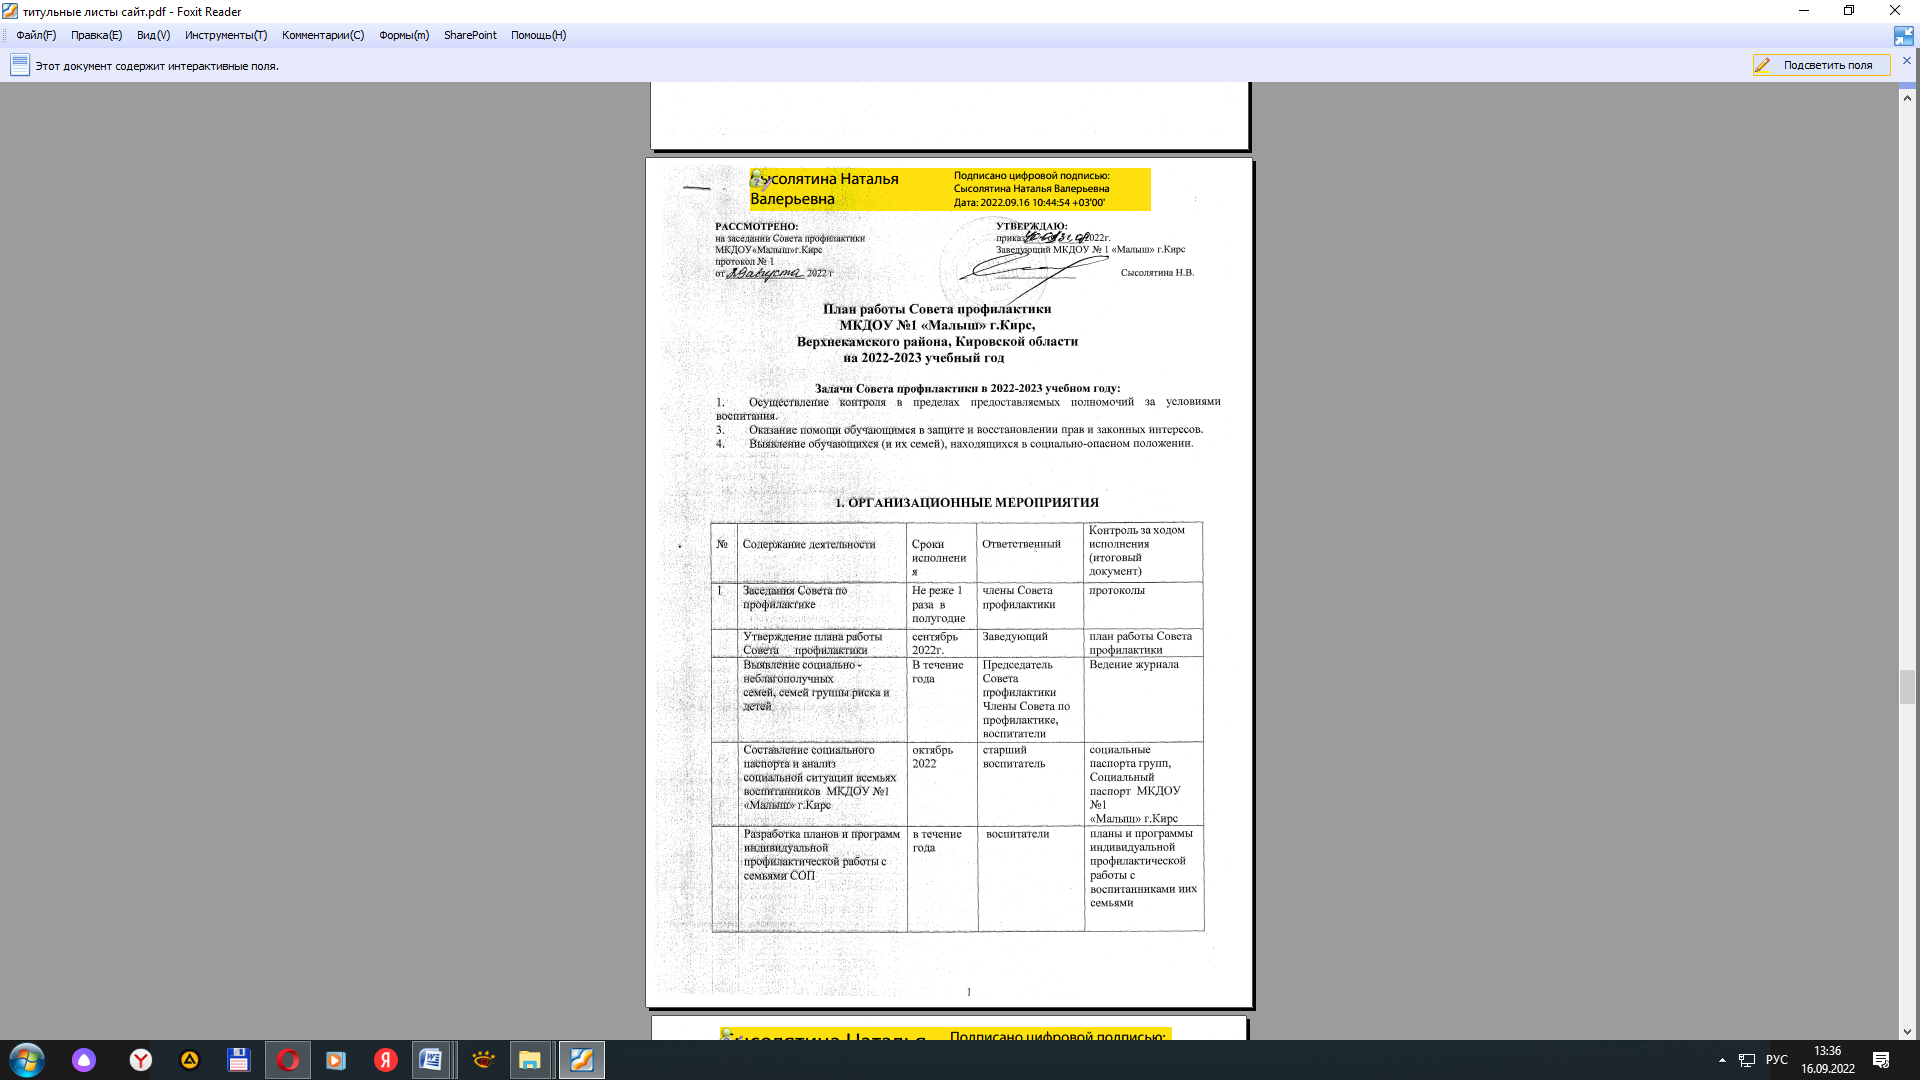 титульные листы сайт.pdf - Foxit Reader
Файл(F) Правка(E) Вид(V) Инструменты(T) Комментарии(C) Формы(m) SharePoint Помощь(H)
Этот документ содержит интерактивные поля.
Подсветить поля
Сысолятина Наталья
Валерьевна
Подписано цифровой подписью:
Сысолятина Наталья Валерьевна
Дата: 2022.09.16 10:44:54 +03'00'
РАССМОТРЕНО:
на заседании Совета профилактики
МКДОУ«Малыш»г.Кирс
протокол № 1
от 29 августа 2022 г
УТВЕРЖДАЮ:
приказ 2022г.
Заведующий МКДОУ № 1 «Малыш» г.Кирс
Сысолятина Н.В.
План работы Совета профилактики
МКДОУ №1 «Малыш» г.Кирс,
Верхнекамского района, Кировской области
на 2022-2023 учебный год
Задачи Совета профилактики в 2022-2023 учебном году:
1. Осуществление контроля в пределах предоставляемых полномочий за условиями
воспитания.
3. Оказание помощи обучающимся в защите и восстановлении прав и законных интересов.
4. Выявление обучающихся (и их семей), находящихся в социально-опасном положении.
1. ОРГАНИЗАЦИОННЫЕ МЕРОПРИЯТИЯ
№
Содержание деятельности
Сроки
исполнени
я
Ответственный
Контроль за ходом
исполнения
(итоговый
документ)
1
Заседания Совета по
профилактике
Не реже 1
раза в
полугодие
члены Совета
профилактики
протоколы
Утверждение плана работы
Совета профилактики
сентябрь
2022г.
Заведующий
план работы Совета
профилактики
Выявление социально -
неблагополучных
семей, семей группы риска и
детей
В течение
года
Председатель
Совета
профилактики
Члены Совета по
профилактике,
воспитатели
Ведение журнала
Составление социального
паспорта и анализ
социальной ситуации всемьях
воспитанников МКДОУ №1
«Малыш» г.Кирс
октябрь
2022
старший
воспитатель
социальные
паспорта групп,
Социальный
паспорт МКДОУ
№1
«Малыш» г.Кирс
Разработка планов и программ
индивидуальной
профилактической работы с
семьями СОП
в течение
года
воспитатели
планы и программы
индивидуальной
профилактической
работы с
воспитанниками иих
семьями
1
Сысолятина Наталья
Подписано цифровой подписью:
РУС
13:36
16.09.2022